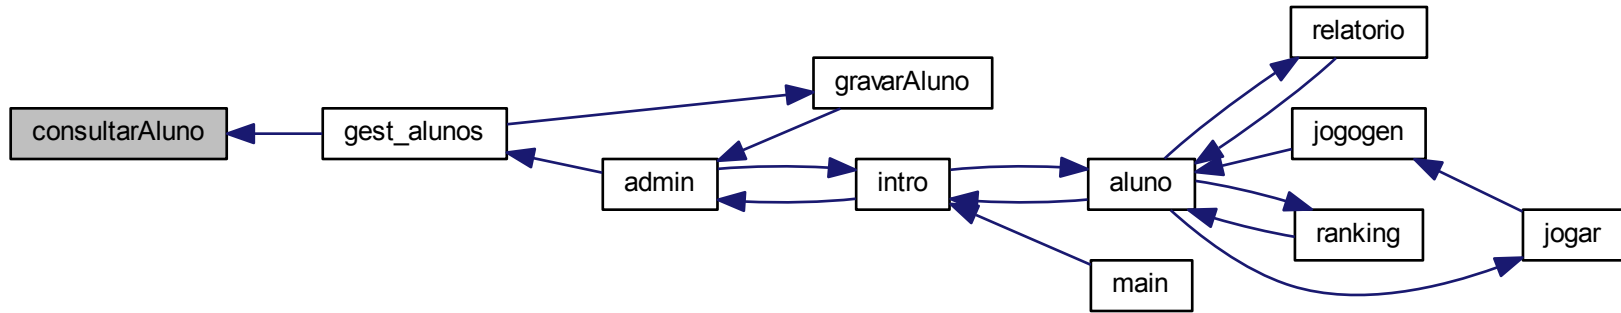 consultarAluno
gest_alunos
gravarAluno
admin
intro
aluno
main
relatorio
jogogen
ranking
jogar